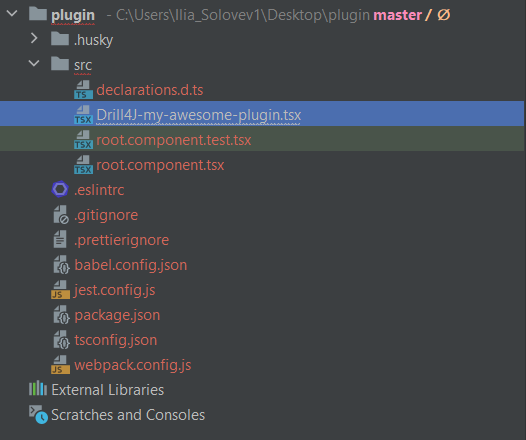 plugin - C:\Users\Ilia_Solovev1\Desktop\plugin master / Ø
.husky
src
TS declarations.d.ts
TSX Drill4J-my-awesome-plugin.tsx
TSX root.component.test.tsx
TSX root.component.tsx
.eslintrc
.gitignore
.prettierignore
babel.config.json
JS jest.config.js
package.json
tsconfig.json
JS webpack.config.js
External Libraries
Scratches and Consoles